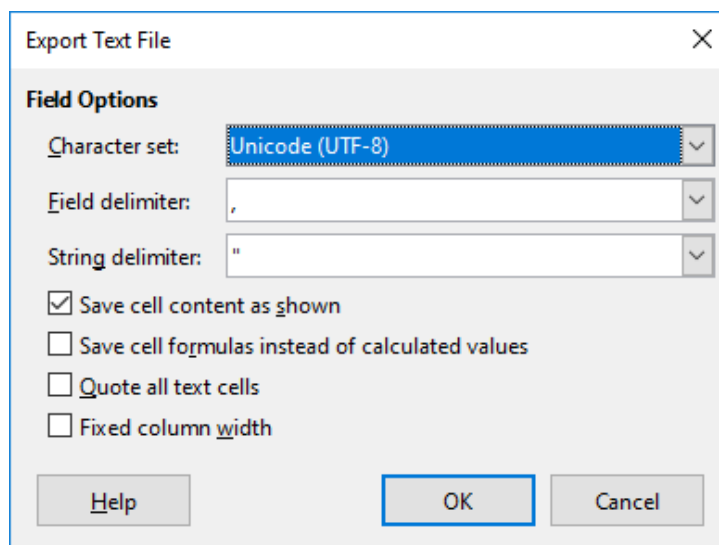 Export Text File
Field Options
Character set: Unicode (UTF-8)
Field delimiter: ,
String delimiter: "
Save cell content as shown
Save cell formulas instead of calculated values
Quote all text cells
Fixed column width
Help OK Cancel